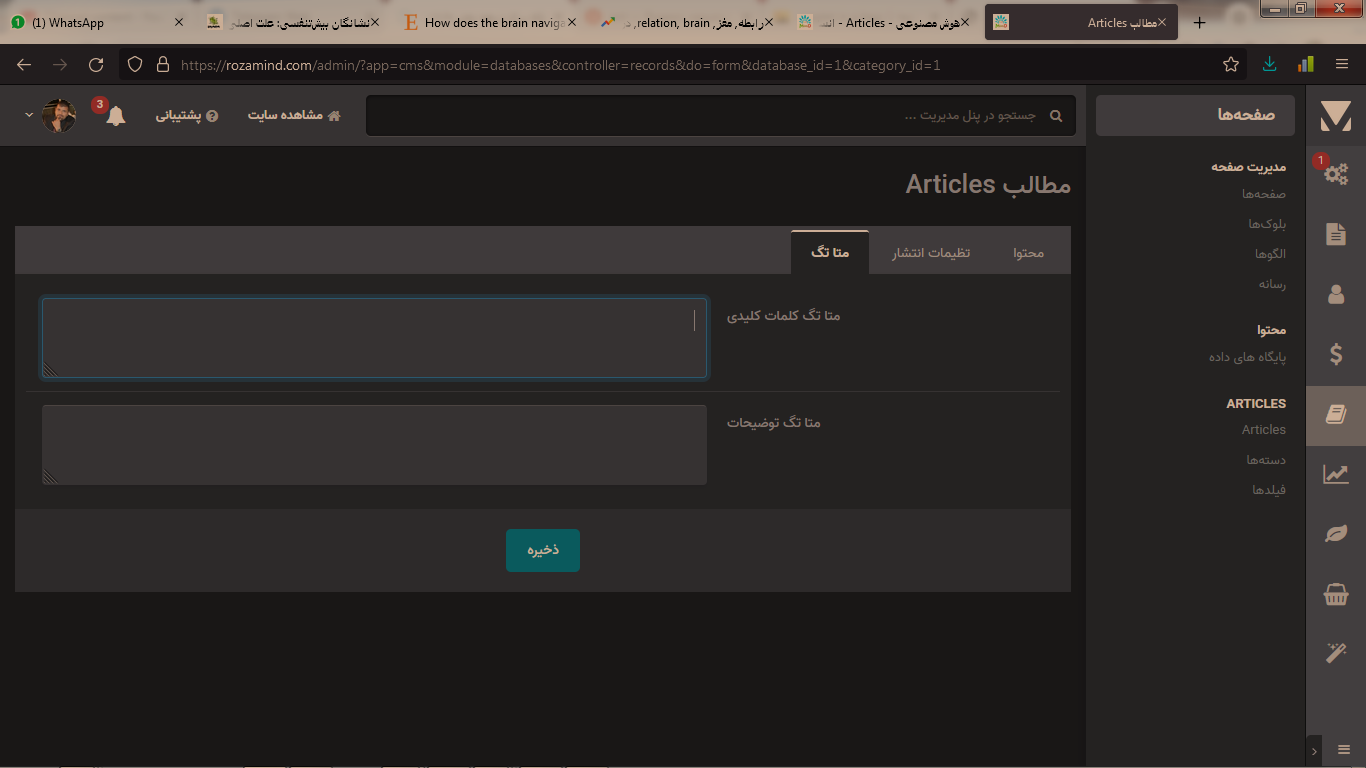 (1) WhatsApp
نشانگان بیش‌تنفسی: علت اصلی
How does the brain naviga
رابطه, مغز, relation, brain, د
هوش مصنوعی - Articles - اند
مطالب Articles
https://rozamind.com/admin/?app=cms&module=databases&controller=records&do=form&database_id=1&category_id=1
صفحه‌ها
جستجو در پنل مدیریت ...
مشاهده سایت
پشتیبانی
3
1
مدیریت صفحه
صفحه‌ها
بلوک‌ها
الگوها
رسانه
محتوا
پایگاه های داده
ARTICLES
Articles
دسته‌ها
فیلدها
مطالب Articles
محتوا
تظیمات انتشار
متا تگ
متا تگ کلمات کلیدی
متا تگ توضیحات
ذخیره